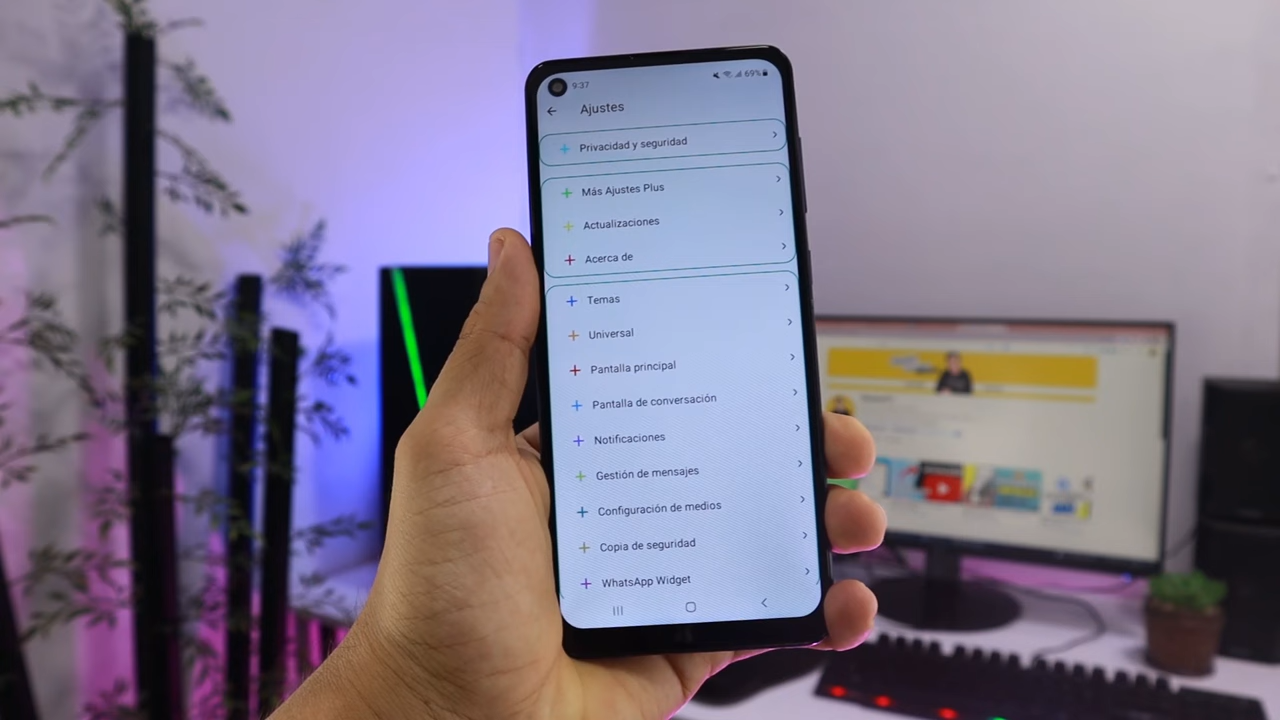 9:37
69%
Ajustes
Privacidad y seguridad
Más Ajustes Plus
Actualizaciones
Acerca de
Temas
Universal
Pantalla principal
Pantalla de conversación
Notificaciones
Gestión de mensajes
Configuración de medios
Copia de seguridad
WhatsApp Widget